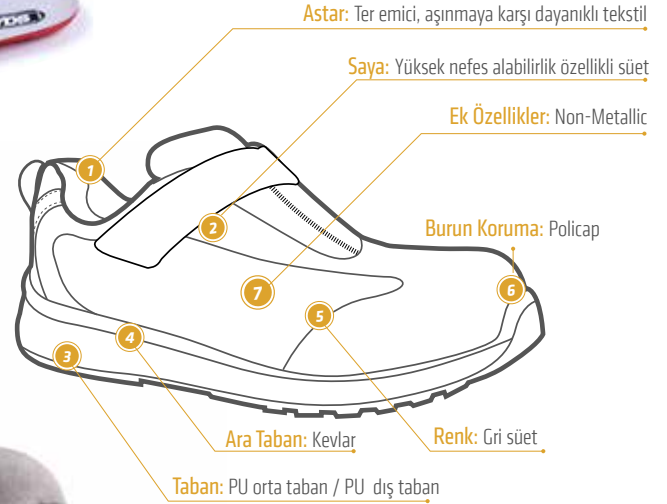 Astar: Ter emici, aşınmaya karşı dayanıklı tekstil
Saya: Yüksek nefes alabilirlik özellikli süet
Ek Özellikler: Non-Metallic
1
2
Burun Koruma: Policap
7
6
5
4
3
Ara Taban: Kevlar
Renk: Gri süet
Taban: PU orta taban / PU dış taban